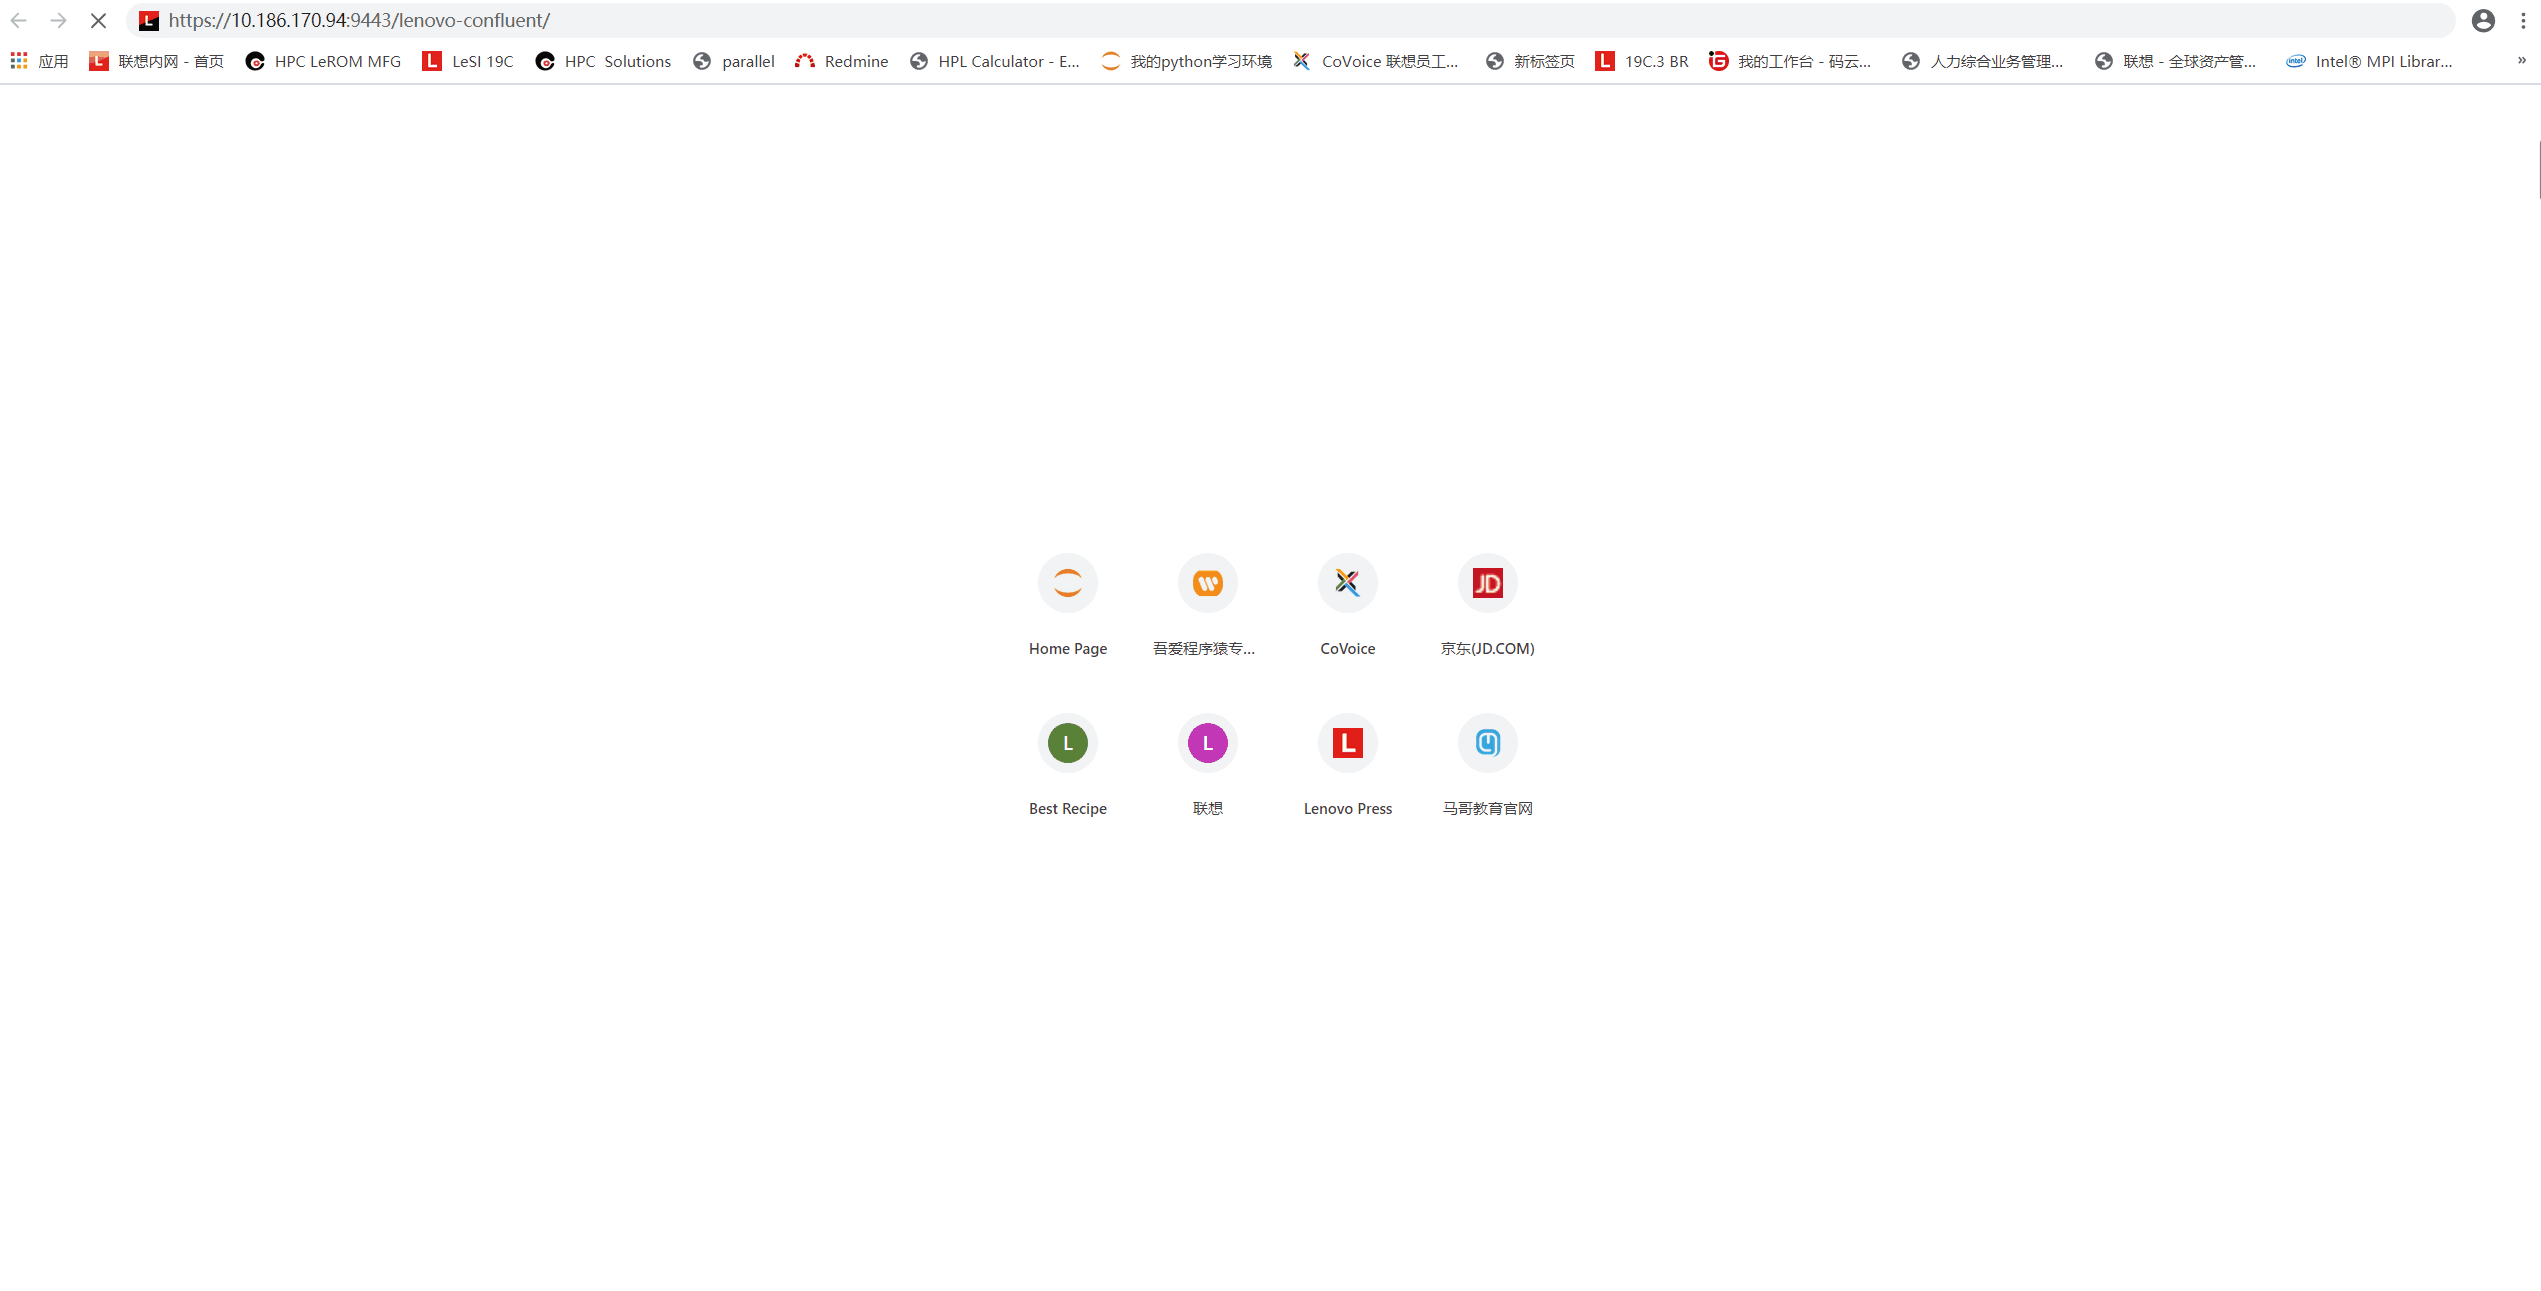 https://10.186.170.94:9443/lenovo-confluent/
应用 联想内网 - 首页 HPC LeROM MFG LeSI 19C HPC Solutions parallel Redmine HPL Calculator - E... 我的python学习环境 CoVoice 联想员工... 新标签页 19C.3 BR 我的工作台 - 码云... 人力综合业务管理... 联想 - 全球资产管... Intel® MPI Librar... »
Home Page 吾爱程序猿专... CoVoice 京东(JD.COM)
Best Recipe 联想 Lenovo Press 马哥教育官网